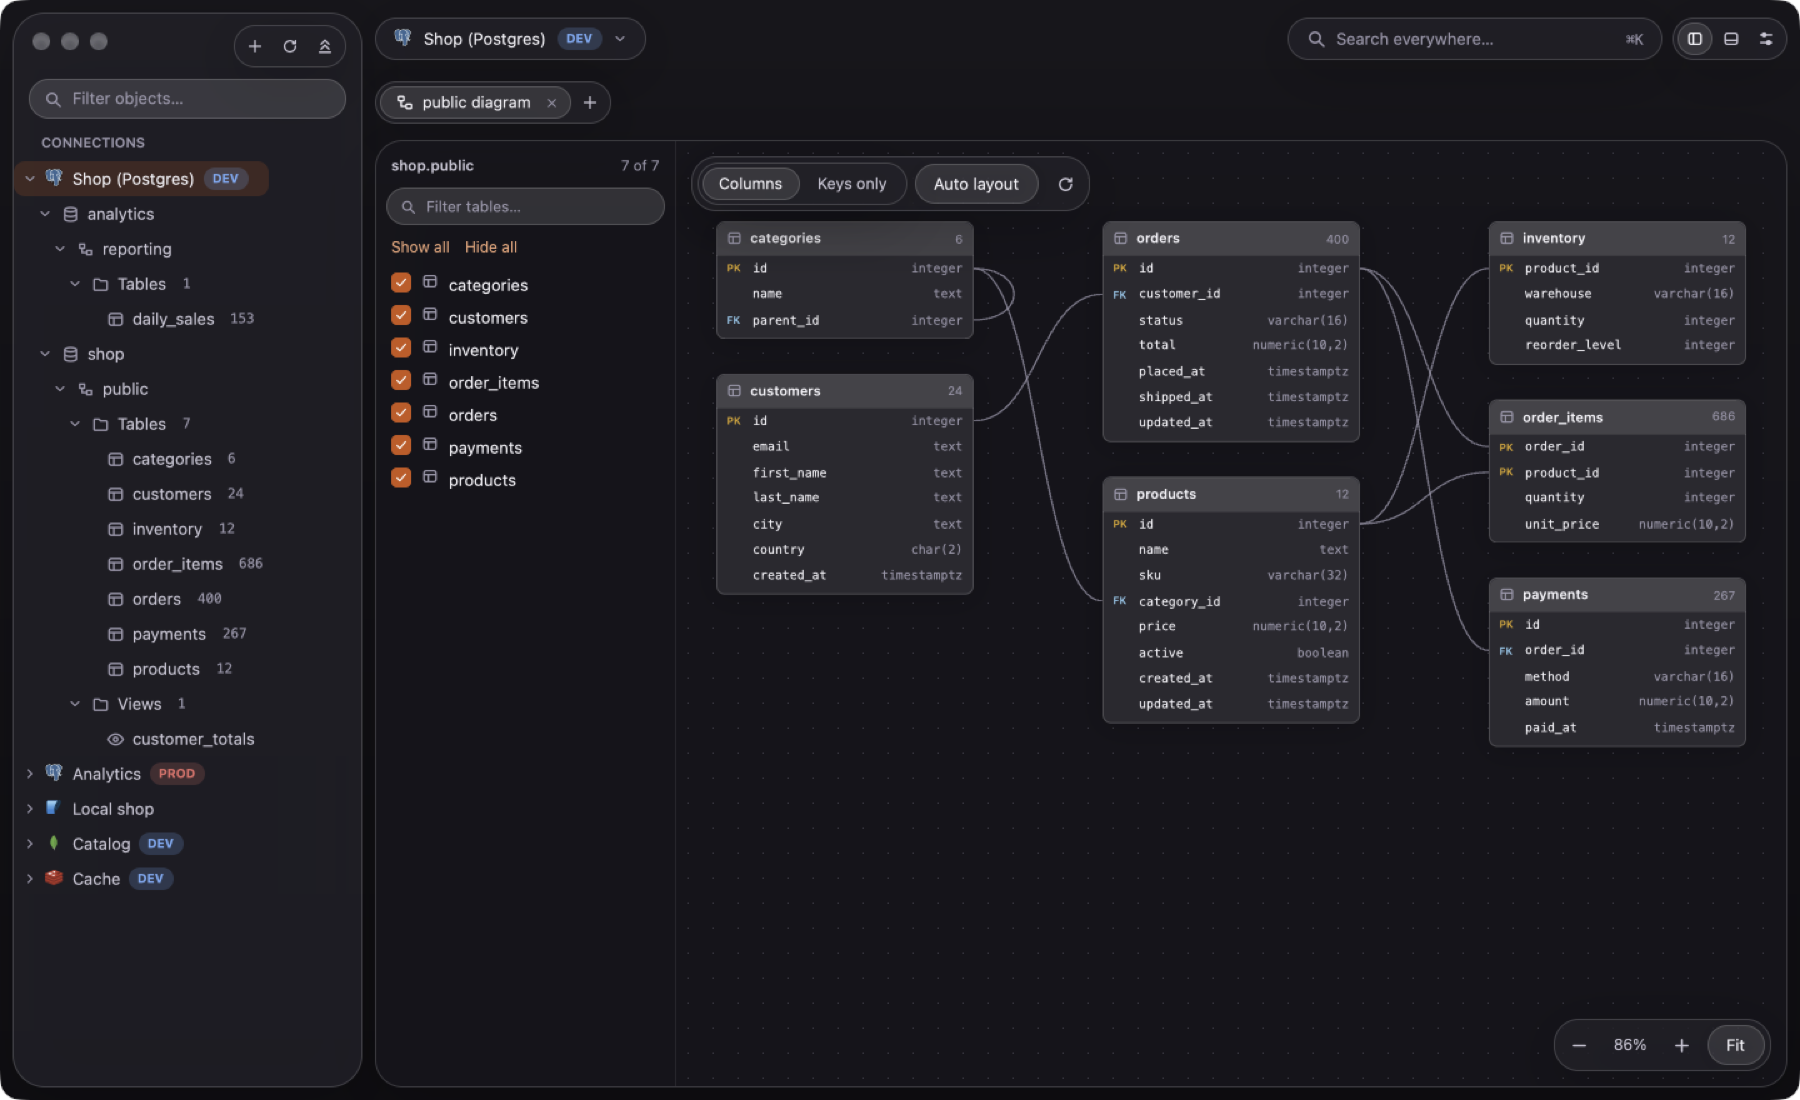 Shop (Postgres) DEV
Search everywhere... ⌘K
Filter objects...
CONNECTIONS
Shop (Postgres) DEV
analytics
reporting
Tables 1
daily_sales 153
shop
public
Tables 7
categories 6
customers 24
inventory 12
order_items 686
orders 400
payments 267
products 12
Views 1
customer_totals
Analytics PROD
Local shop
Catalog DEV
Cache DEV
public diagram
shop.public 7 of 7
Filter tables...
Show all Hide all
categories
customers
inventory
order_items
orders
payments
products
Columns Keys only Auto layout
categories 6
PK id integer
name text
FK parent_id integer
customers 24
PK id integer
email text
first_name text
last_name text
city text
country char(2)
created_at timestamptz
orders 400
PK id integer
FK customer_id integer
status varchar(16)
total numeric(10,2)
placed_at timestamptz
shipped_at timestamptz
updated_at timestamptz
products 12
PK id integer
name text
sku varchar(32)
FK category_id integer
price numeric(10,2)
active boolean
created_at timestamptz
updated_at timestamptz
inventory 12
PK product_id integer
warehouse varchar(16)
quantity integer
reorder_level integer
order_items 686
PK order_id integer
PK product_id integer
quantity integer
unit_price numeric(10,2)
payments 267
PK id integer
FK order_id integer
method varchar(16)
amount numeric(10,2)
paid_at timestamptz
86% Fit